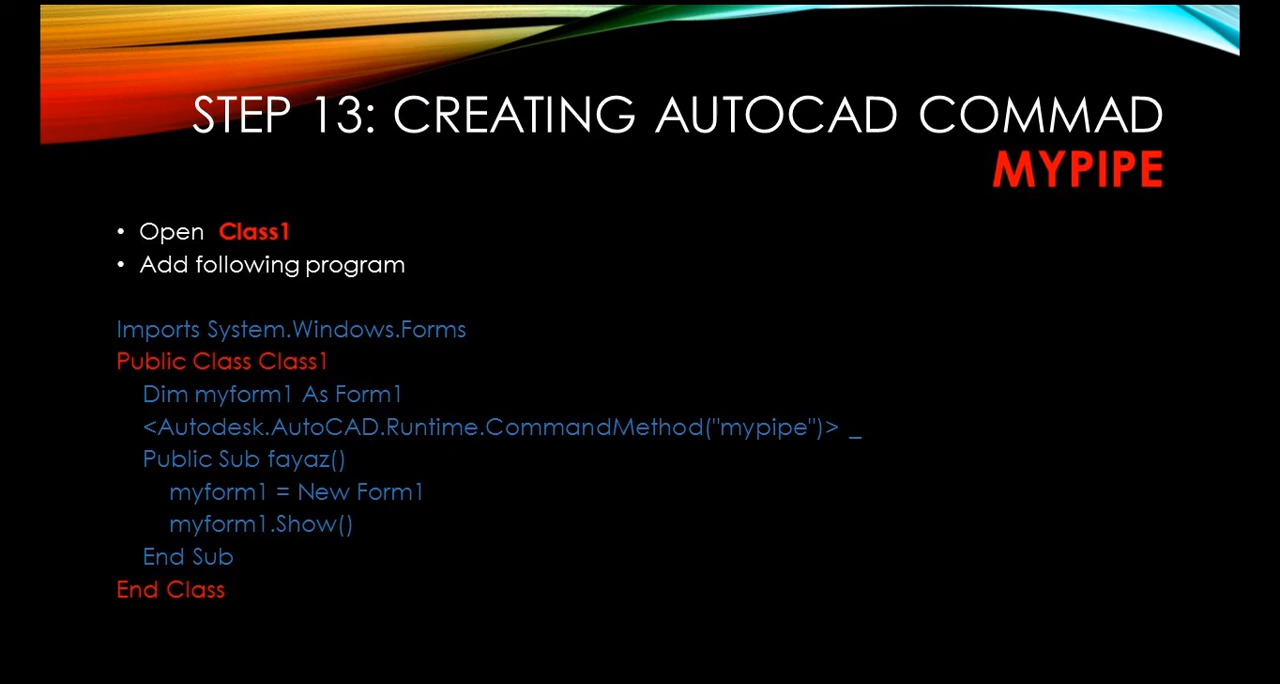 STEP 13: CREATING AUTOCAD COMMAD
MYPIPE
• Open Class1
• Add following program
Imports System.Windows.Forms
Public Class Class1
Dim myform1 As Form1
<Autodesk.AutoCAD.Runtime.CommandMethod("mypipe")> _
Public Sub fayaz()
myform1 = New Form1
myform1.Show()
End Sub
End Class